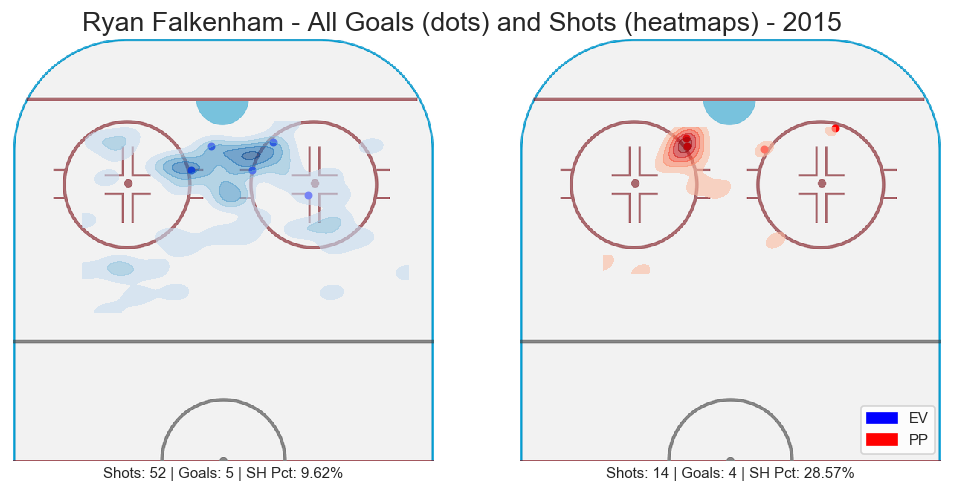 Ryan Falkenham - All Goals (dots) and Shots (heatmaps) - 2015
EV
PP
Shots: 52 | Goals: 5 | SH Pct: 9.62%
Shots: 14 | Goals: 4 | SH Pct: 28.57%